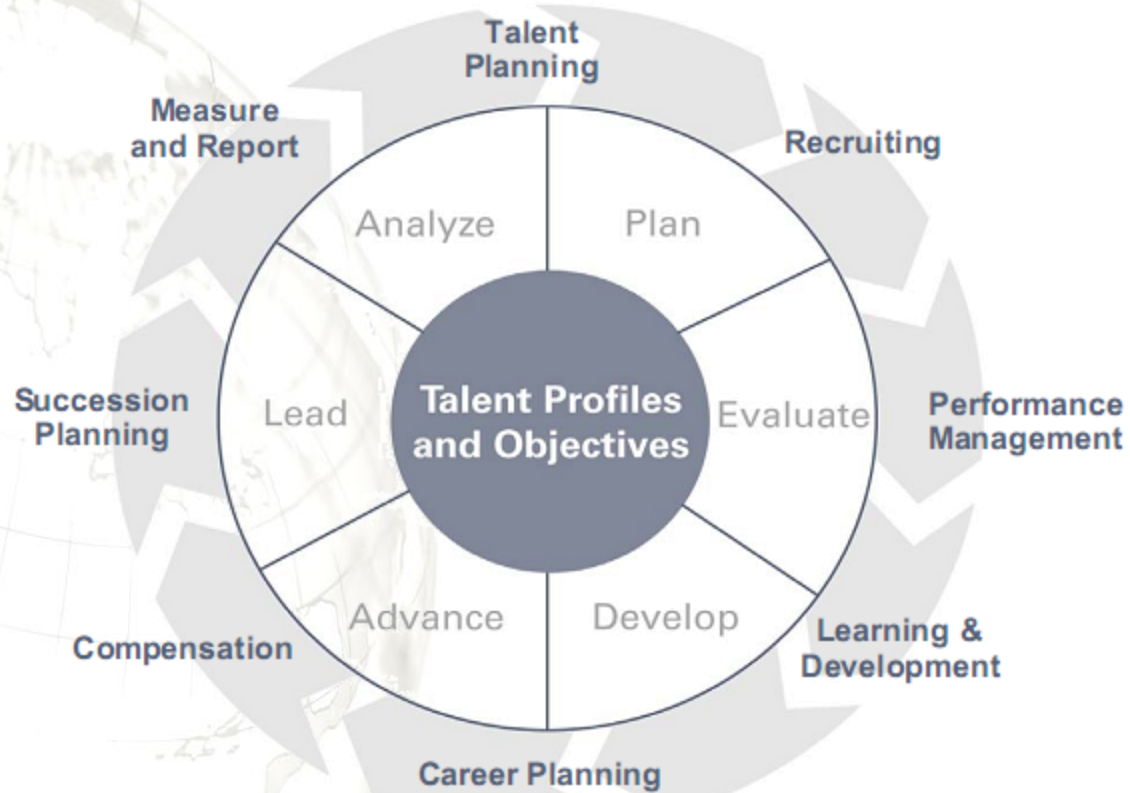 Talent
Planning
Measure
and Report
Recruiting
Analyze
Plan
Succession
Planning
Lead
Talent Profiles
and Objectives
Evaluate
Performance
Management
Advance
Develop
Compensation
Learning &
Development
Career Planning